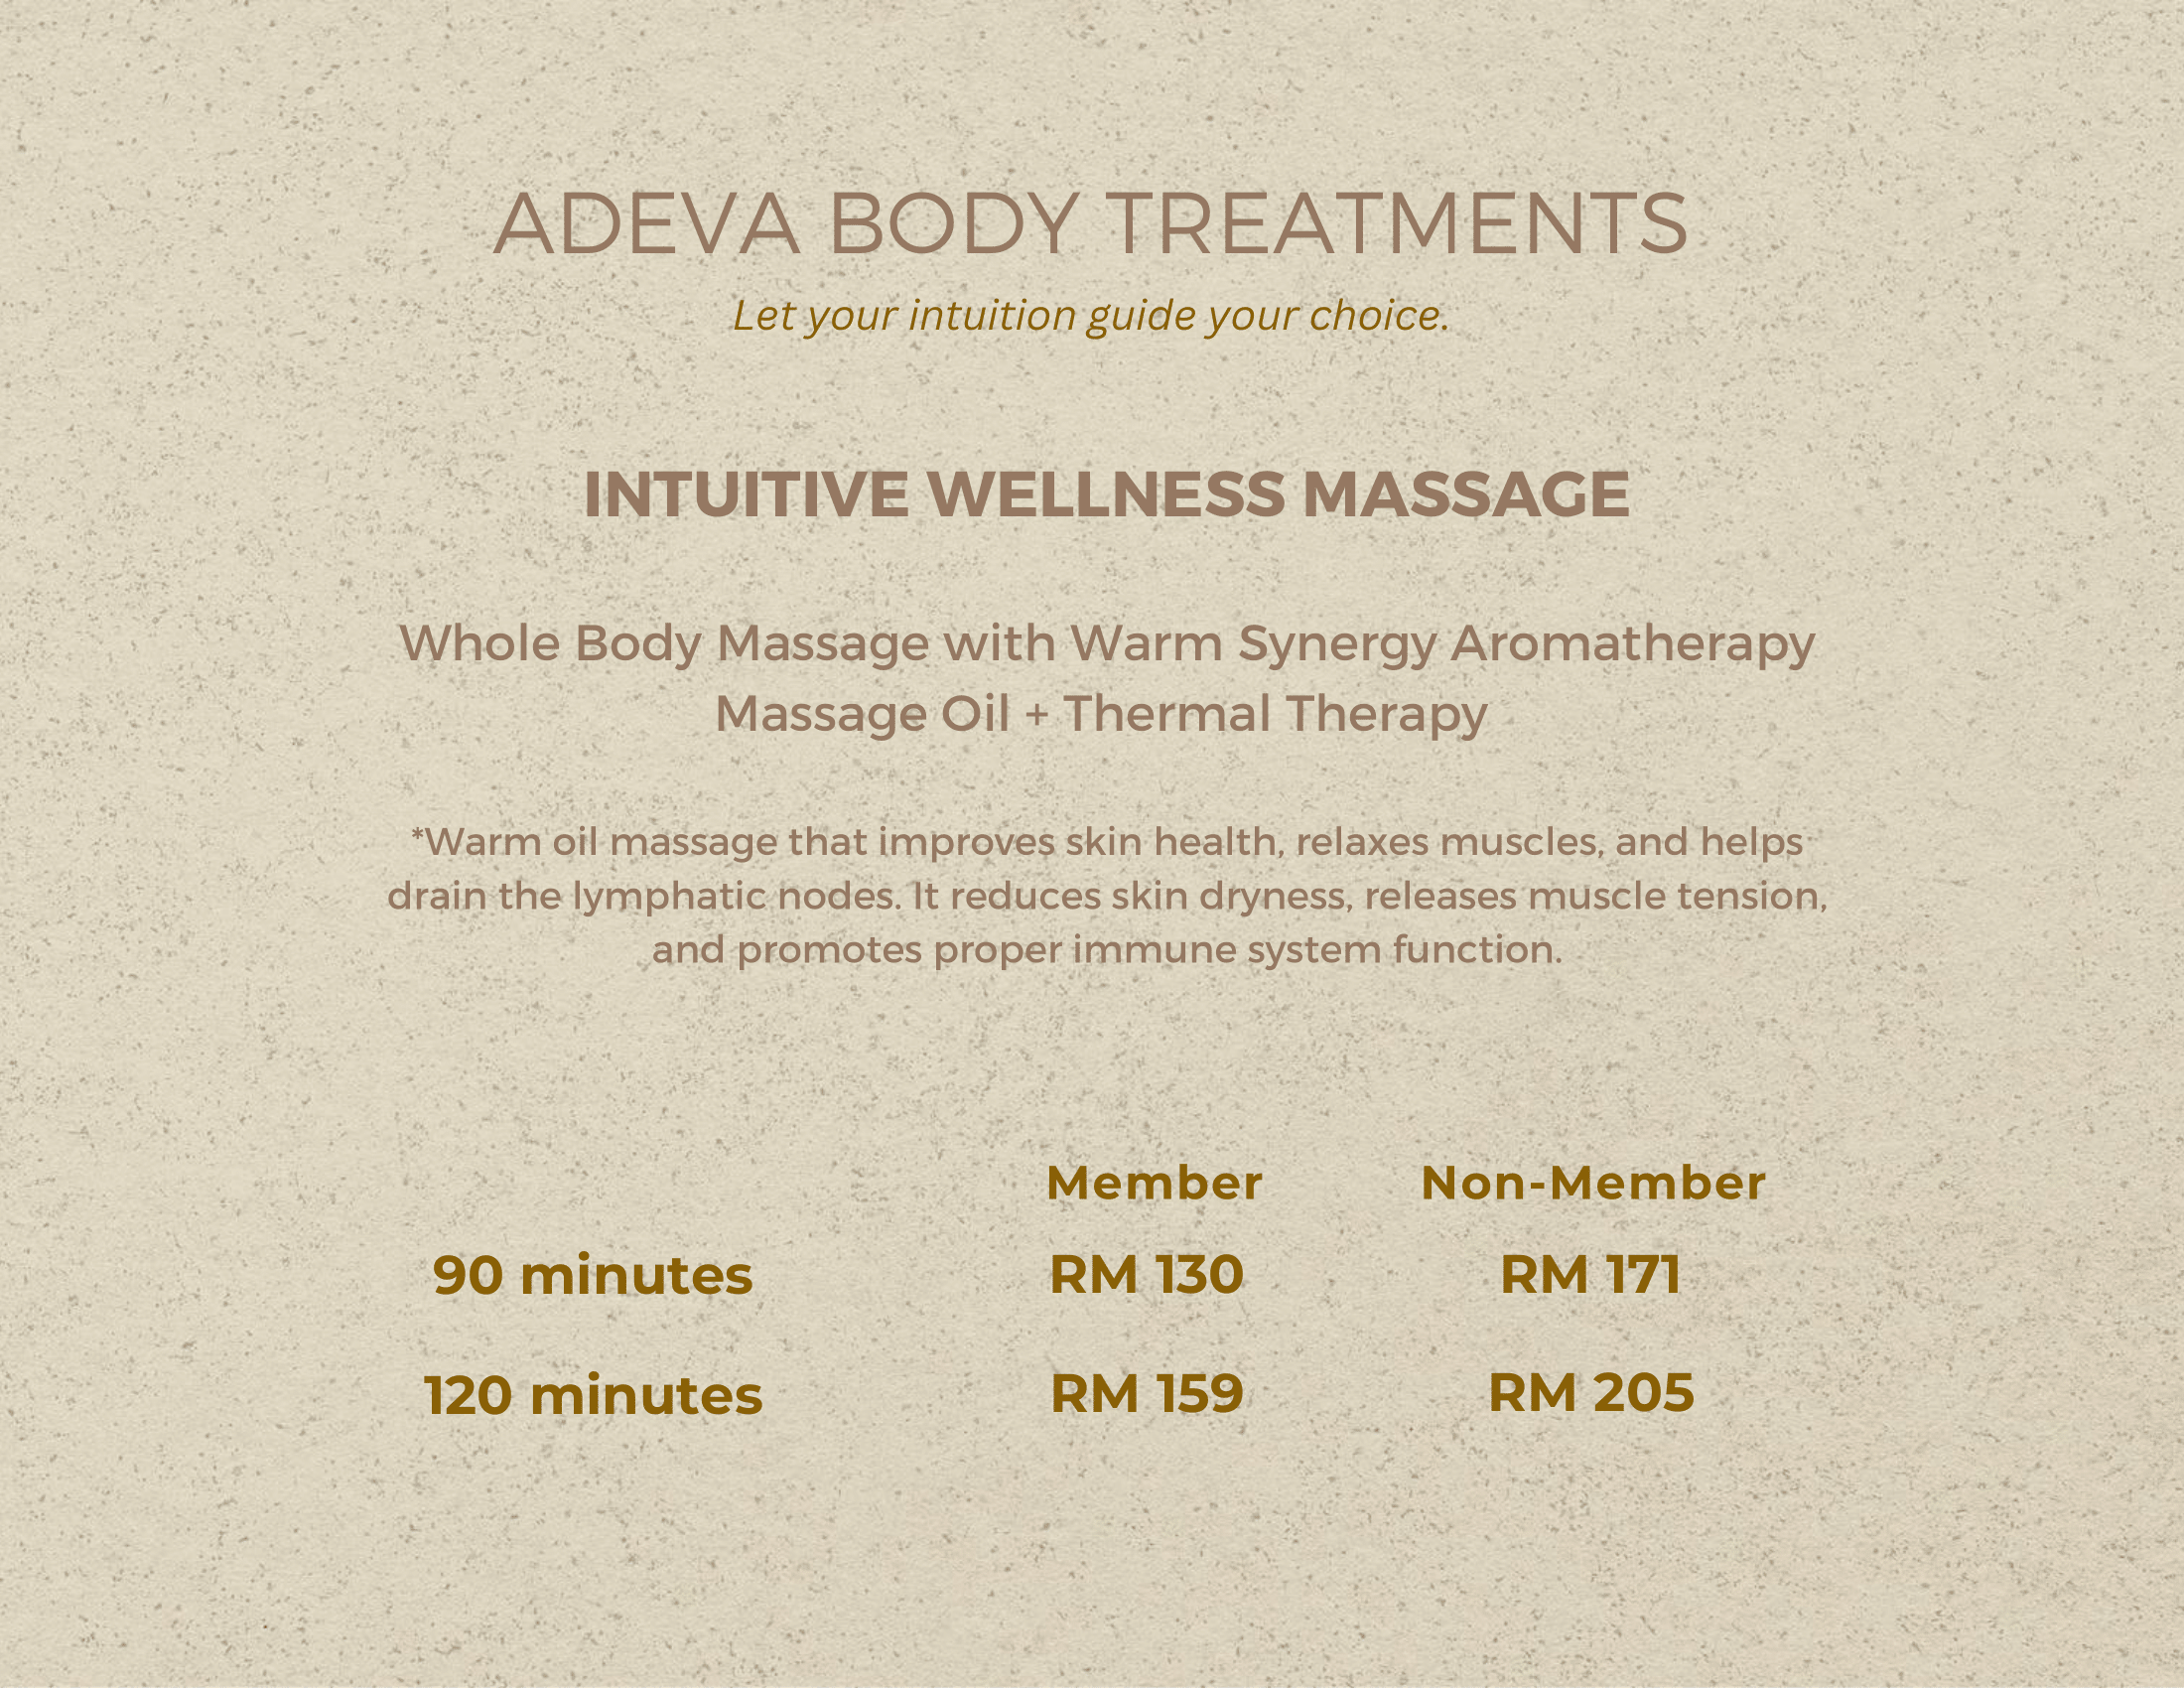 ADEVA BODY TREATMENTS
Let your intuition guide your choice.
INTUITIVE WELLNESS MASSAGE
Whole Body Massage with Warm Synergy Aromatherapy
Massage Oil + Thermal Therapy
*Warm oil massage that improves skin health, relaxes muscles, and helps
drain the lymphatic nodes. It reduces skin dryness, releases muscle tension,
and promotes proper immune system function.
Member Non-Member
90 minutes RM 130 RM 171
120 minutes RM 159 RM 205